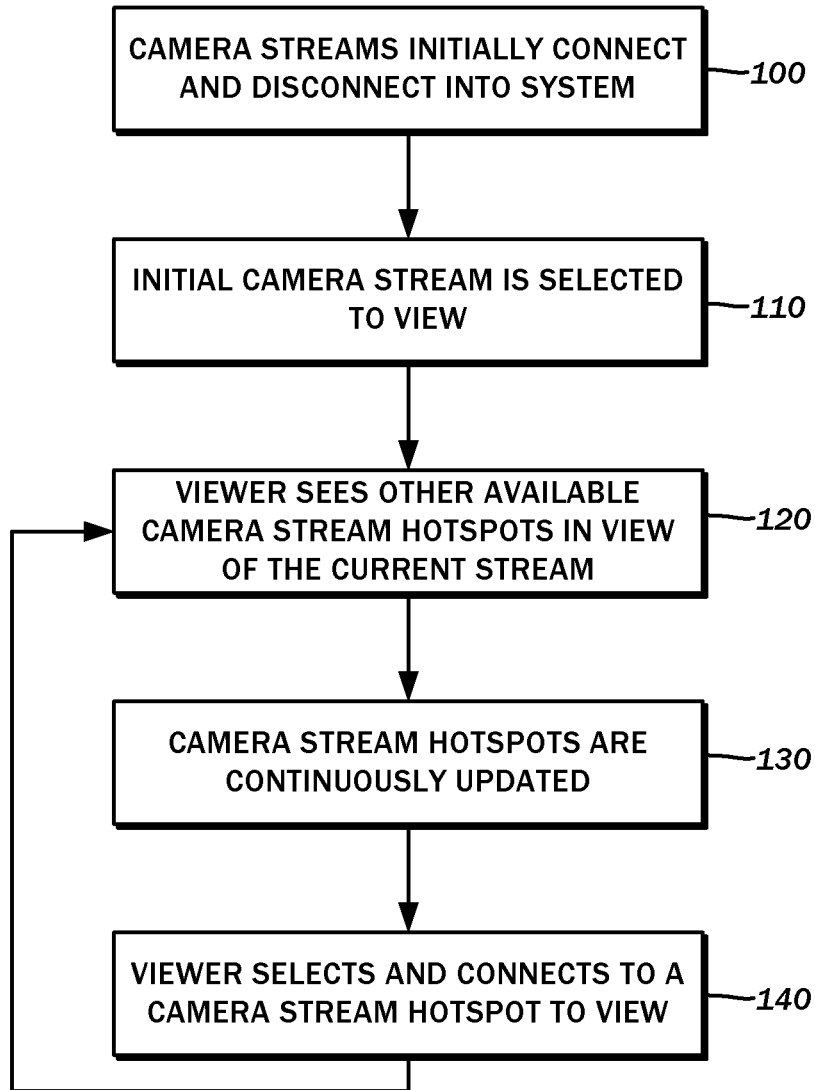 CAMERA STREAMS INITIALLY CONNECT
AND DISCONNECT INTO SYSTEM
100
INITIAL CAMERA STREAM IS SELECTED
TO VIEW
110
VIEWER SEES OTHER AVAILABLE
CAMERA STREAM HOTSPOTS IN VIEW
OF THE CURRENT STREAM
120
CAMERA STREAM HOTSPOTS ARE
CONTINUOUSLY UPDATED
130
VIEWER SELECTS AND CONNECTS TO A
CAMERA STREAM HOTSPOT TO VIEW
140